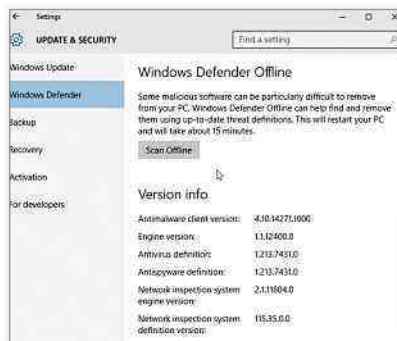 Settings
UPDATE & SECURITY
Find a setting
Windows Update
Windows Defender
Backup
Recovery
Activation
For developers
Windows Defender Offline
Some malicious software can be particularly difficult to remove
from your PC. Windows Defender Offline can help find and remove
them using up-to-date threat definitions. This will restart your PC
and will take about 15 minutes.
Scan Offline
Version info
Antimalware client version: 4.10.14271.1000
Engine version: 1.1.12400.0
Antivirus definition: 1.213.7431.0
Antispyware definition: 1.213.7431.0
Network inspection system
engine version: 2.1.11804.0
Network inspection system
definition version: 115.35.0.0